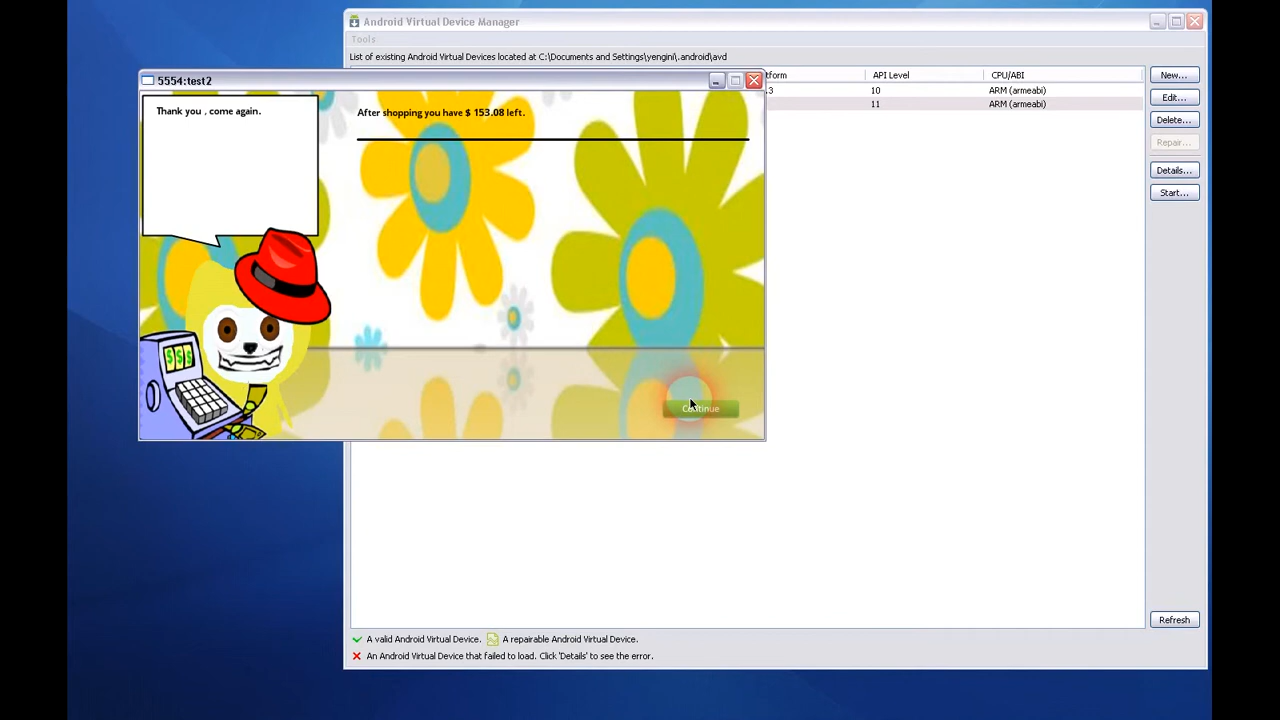 Android Virtual Device Manager
Tools
List of existing Android Virtual Devices located at C:\Documents and Settings\yengini\.android\avd
tform API Level CPU/ABI
.3 10 ARM (armeabi)
11 ARM (armeabi)
New...
Edit...
Delete...
Repair...
Details...
Start...
5554:test2
Thank you , come again.
After shopping you have $ 153.08 left.
$$$
Continue
Refresh
A valid Android Virtual Device. A repairable Android Virtual Device.
An Android Virtual Device that failed to load. Click 'Details' to see the error.